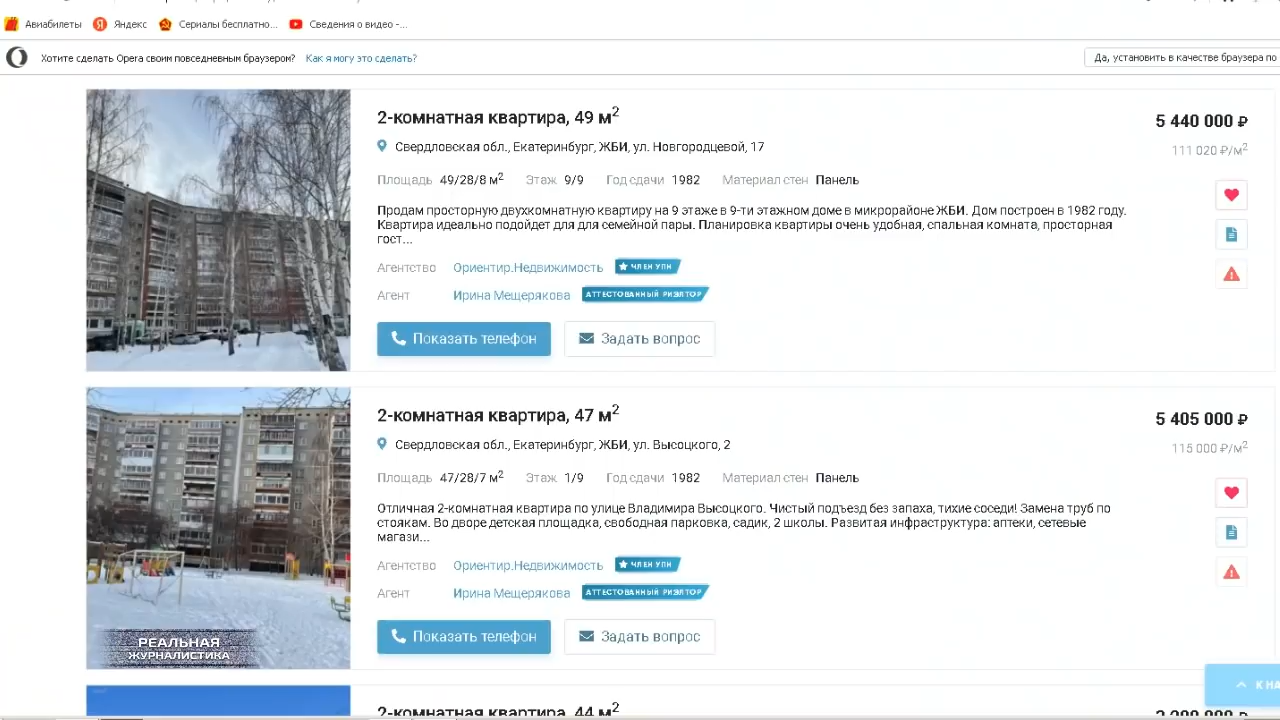 Авиабилеты
Яндекс
Сериалы бесплатно...
Сведения о видео -...
Хотите сделать Opera своим повседневным браузером? Как я могу это сделать?
Да, установить в качестве браузера по
2-комнатная квартира, 49 м²
5 440 000 ₽
Свердловская обл., Екатеринбург, ЖБИ, ул. Новгородцевой, 17
111 020 ₽/м²
Площадь 49/28/8 м² Этаж 9/9 Год сдачи 1982 Материал стен Панель
Продам просторную двухкомнатную квартиру на 9 этаже в 9-ти этажном доме в микрорайоне ЖБИ. Дом построен в 1982 году.
Квартира идеально подойдет для для семейной пары. Планировка квартиры очень удобная, спальная комната, просторная
гост...
Агентство Ориентир.Недвижимость ЧЛЕН УПН
Агент Ирина Мещерякова АТТЕСТОВАННЫЙ РИЭЛТОР
Показать телефон Задать вопрос
2-комнатная квартира, 47 м²
5 405 000 ₽
Свердловская обл., Екатеринбург, ЖБИ, ул. Высоцкого, 2
115 000 ₽/м²
Площадь 47/28/7 м² Этаж 1/9 Год сдачи 1982 Материал стен Панель
Отличная 2-комнатная квартира по улице Владимира Высоцкого. Чистый подъезд без запаха, тихие соседи! Замена труб по
стоякам. Во дворе детская площадка, свободная парковка, садик, 2 школы. Развитая инфраструктура: аптеки, сетевые
магази...
Агентство Ориентир.Недвижимость ЧЛЕН УПН
Агент Ирина Мещерякова АТТЕСТОВАННЫЙ РИЭЛТОР
Показать телефон Задать вопрос
РЕАЛЬНАЯ
ЖУРНАЛИСТИКА
К НА
2-комнатная квартира, 44 м²